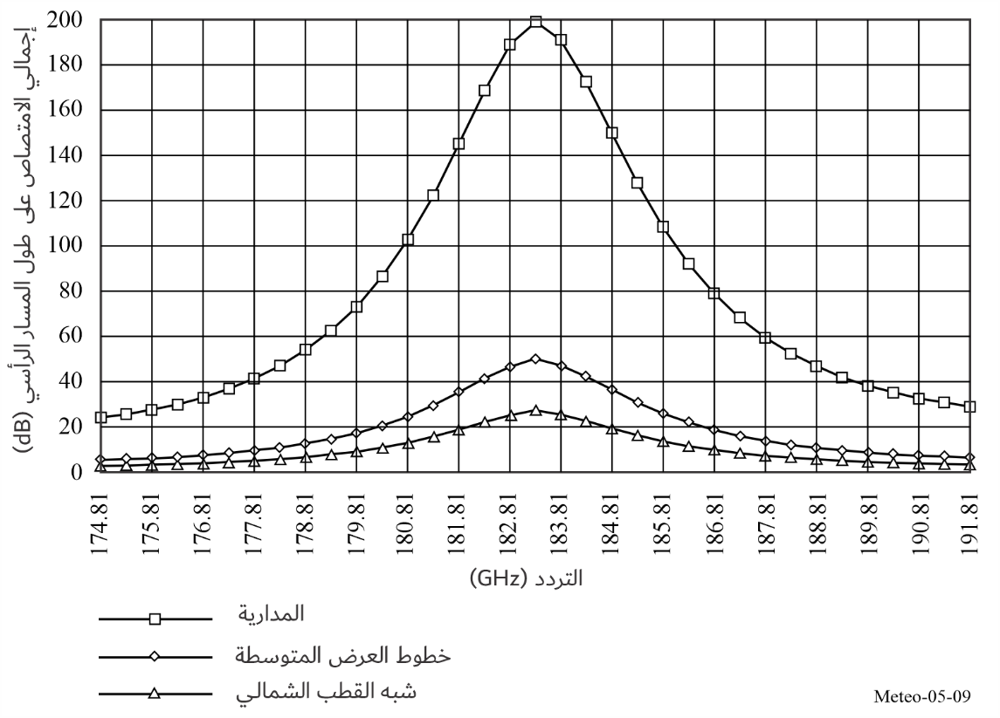 إجمالي الامتصاص على طول المسار الرأسي (dB)
200
180
160
140
120
100
80
60
40
20
0
174.81 175.81 176.81 177.81 178.81 179.81 180.81 181.81 182.81 183.81 184.81 185.81 186.81 187.81 188.81 189.81 190.81 191.81
التردد (GHz)
المدارية
خطوط العرض المتوسطة
شبه القطب الشمالي
Meteo-05-09